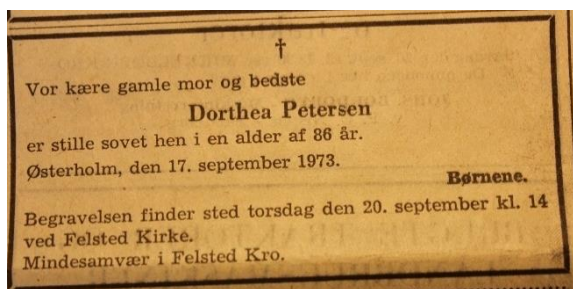 †
Vor kære gamle mor og bedste
Dorthea Petersen
er stille sovet hen i en alder af 86 år.
Østerholm, den 17. september 1973.
Børnene.
Begravelsen finder sted torsdag den 20. september kl. 14
ved Felsted Kirke.
Mindesamvær i Felsted Kro.